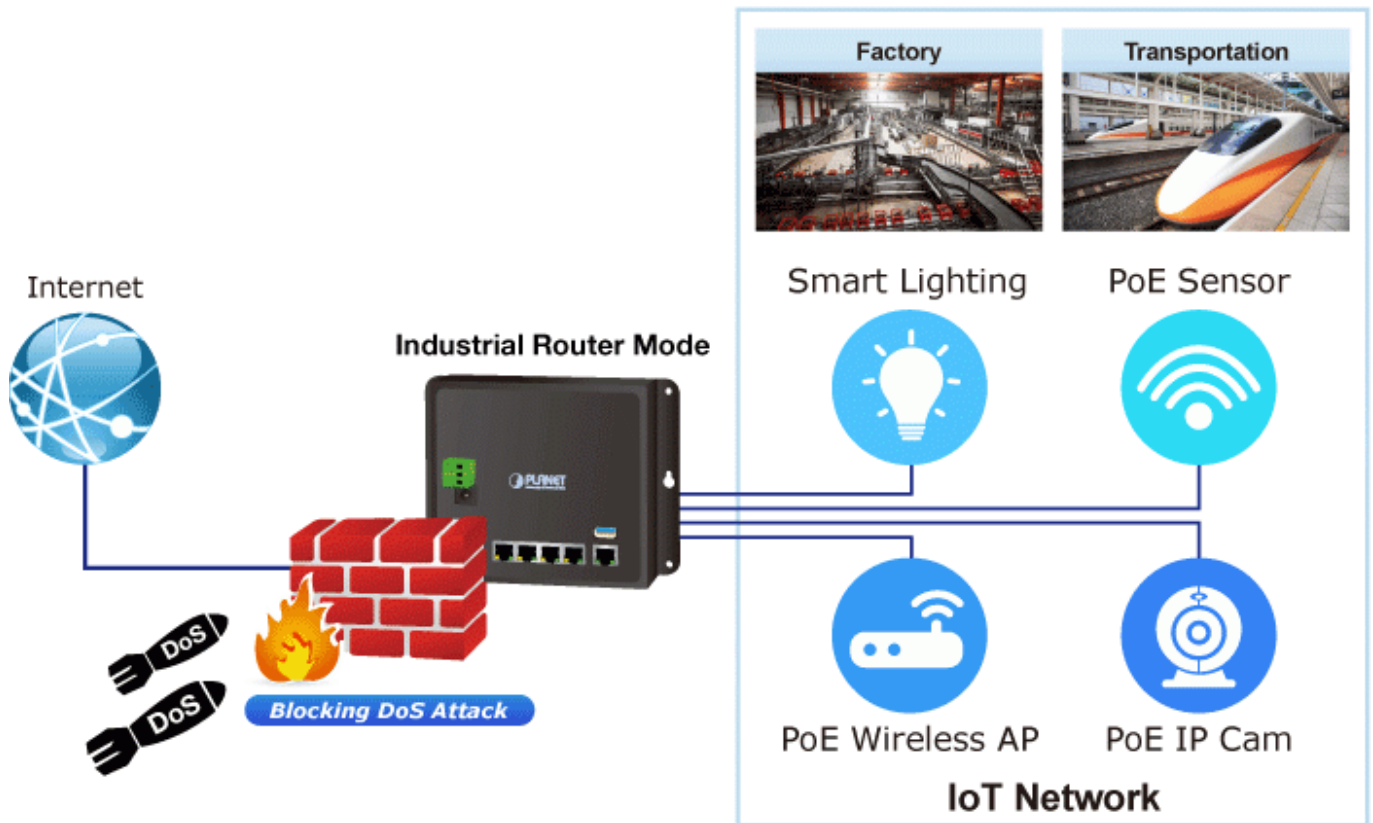 Factory
Transportation
Internet
Smart Lighting
PoE Sensor
Industrial Router Mode
PLANET
DoS
DoS
Blocking DoS Attack
PoE Wireless AP
PoE IP Cam
IoT Network